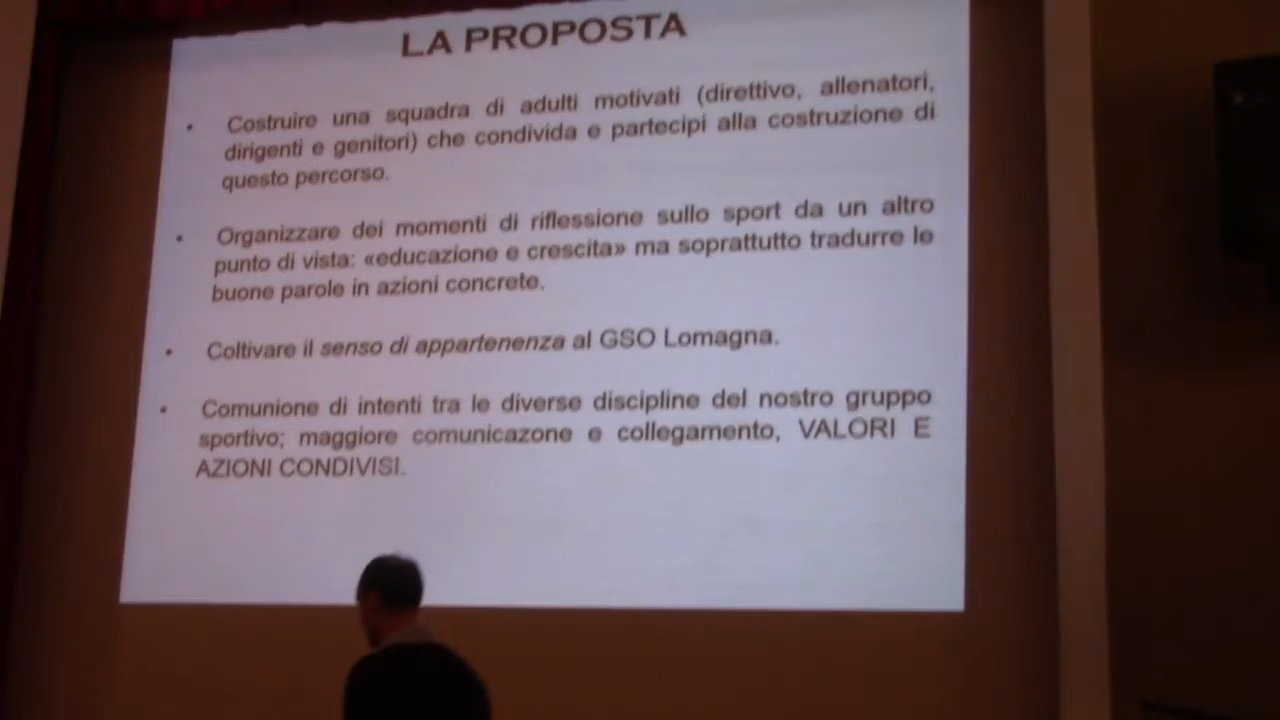 LA PROPOSTA
• Costruire una squadra di adulti motivati (direttivo, allenatori,
dirigenti e genitori) che condivida e partecipi alla costruzione di
questo percorso.
• Organizzare dei momenti di riflessione sullo sport da un altro
punto di vista: «educazione e crescita» ma soprattutto tradurre le
buone parole in azioni concrete.
• Coltivare il senso di appartenenza al GSO Lomagna.
• Comunione di intenti tra le diverse discipline del nostro gruppo
sportivo; maggiore comunicazone e collegamento, VALORI E
AZIONI CONDIVISI.